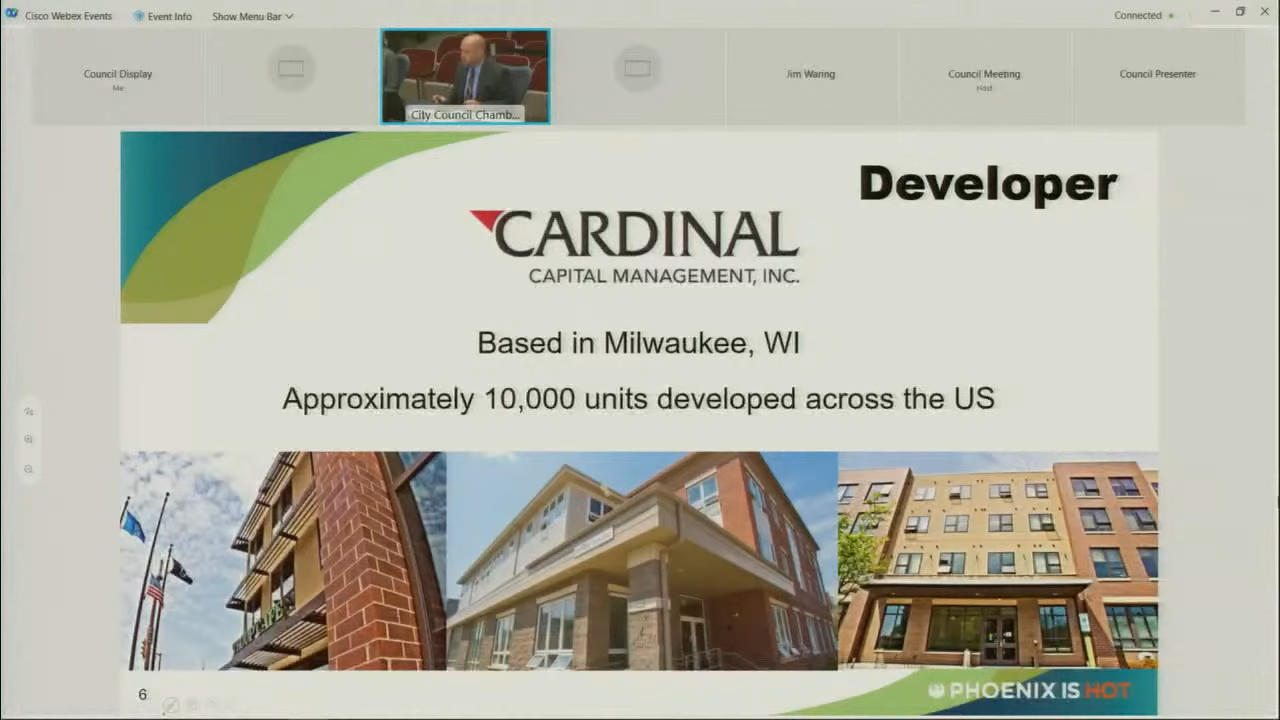 Cisco Webex Events
Event Info
Show Menu Bar
Connected
Council Display
Me
City Council Chamb...
Jim Waring
Council Meeting
Host
Council Presenter
Developer
CARDINAL
CAPITAL MANAGEMENT, INC.
Based in Milwaukee, WI
Approximately 10,000 units developed across the US
6
PHOENIX IS HOT